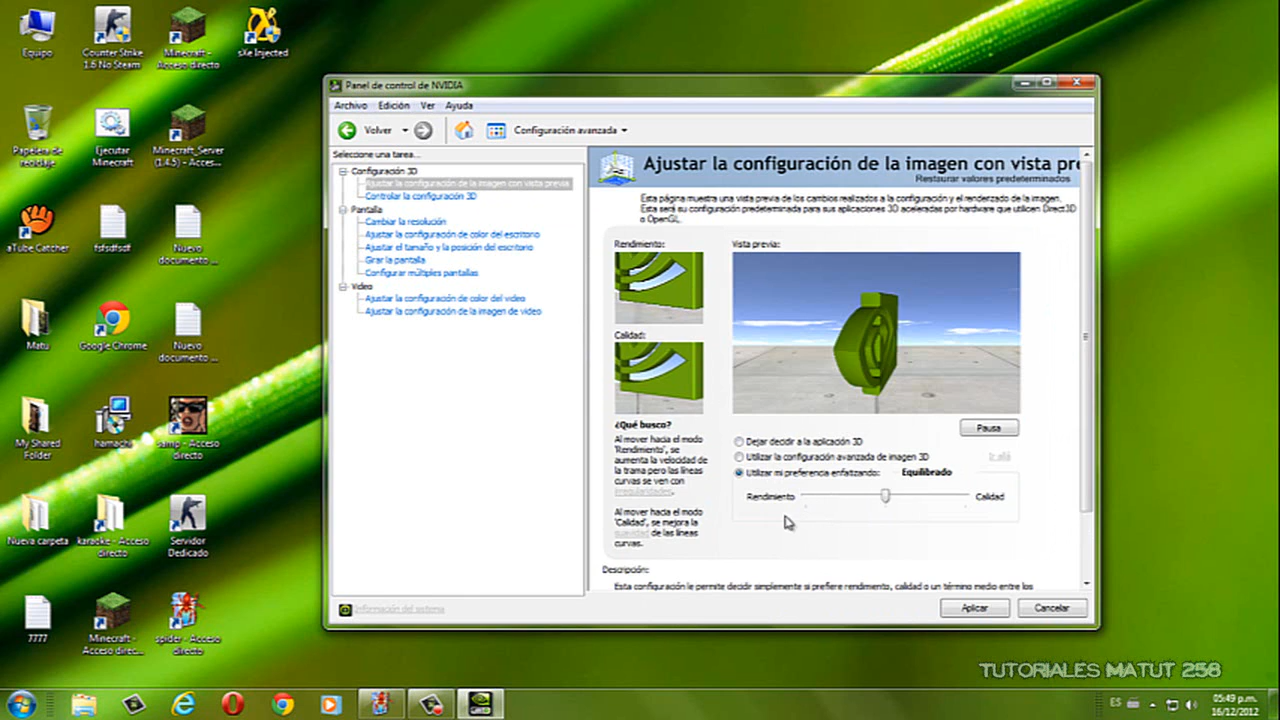 Equipo
Counter Strike
1.6 No Steam
Minecraft -
Acceso directo
sXe Injected
Papelera de
reciclaje
Ejecutar
Minecraft
Minecraft_Server
(1.4.5) - Acces...
aTube Catcher
fsfsdfsdf
Nuevo
documento ...
Matu
Google Chrome
Nuevo
documento ...
My Shared
Folder
hamachi
samp - Acceso
directo
Nueva carpeta
karaoke - Acceso
directo
Servidor
Dedicado
7777
Minecraft -
Acceso direc...
spider - Acceso
directo
Panel de control de NVIDIA
Archivo Edición Ver Ayuda
Volver
Configuración avanzada
Seleccione una tarea...
Configuración 3D
Ajustar la configuración de la imagen con vista previa
Controlar la configuración 3D
Pantalla
Cambiar la resolución
Ajustar la configuración de color del escritorio
Ajustar el tamaño y la posición del escritorio
Girar la pantalla
Configurar múltiples pantallas
Video
Ajustar la configuración de color del video
Ajustar la configuración de la imagen de video
Información del sistema
Ajustar la configuración de la imagen con vista pre
Restaurar valores predeterminados
Esta página muestra una vista previa de los cambios realizados a la configuración y el renderzado de la imagen.
Esta será su configuración predeterminada para sus aplicaciones 3D aceleradas por hardware que utilicen Direct3D
o OpenGL.
Rendimiento:
Vista previa:
Calidad:
¿Qué busco?
Al mover hacia el modo
'Rendimiento', se
aumenta la velocidad de
la trama pero las líneas
curvas se ven con
irregularidades.
Al mover hacia el modo
'Calidad', se mejora la
suavidad de las líneas
curvas.
Pausa
Dejar decidir a la aplicación 3D
Utilizar la configuración avanzada de imagen 3D
Ir allá
Utilizar mi preferencia enfatizando: Equilibrado
Rendimiento
Calidad
Descripción:
Esta configuración le permite decidir simplemente si prefiere rendimiento, calidad o un término medio entre los
Aplicar
Cancelar
TUTORIALES MATUT 258
ES
05:49 p.m.
16/12/2012